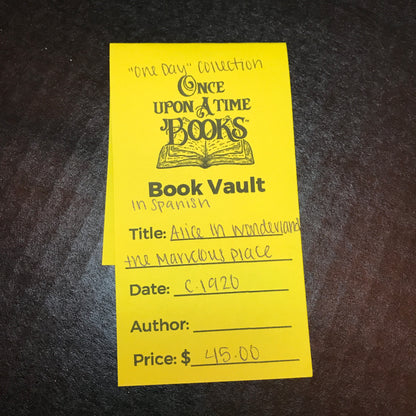 "One Day" Collection
ONCE
UPON A TIME
BOOKS
Book Vault
In Spanish
Title: Alice In Wonderland
the Marvelous place
Date: C.1920
Author:
Price: $ 45.00